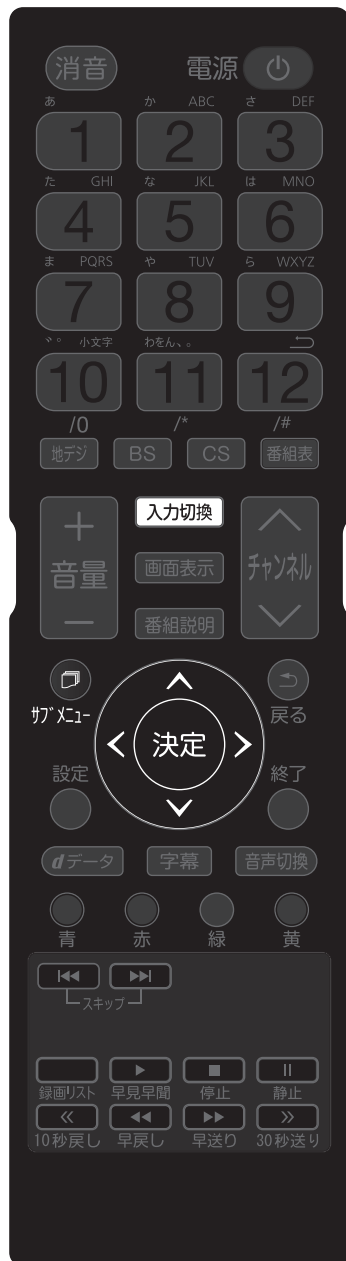 消音 電源
あ か ABC さ DEF
1 2 3
た GHI な JKL は MNO
4 5 6
ま PQRS や TUV ら WXYZ
7 8 9
゛゜ 小文字 わをん、。
10 11 12
/0 /* /#
地デジ BS CS 番組表
入力切換
＋ 音量 －
画面表示
チャンネル
番組説明
サブメニュー
戻る
決定
設定
終了
dデータ 字幕 音声切換
青 赤 緑 黄
スキップ
録画リスト 早見早聞 停止 静止
10秒戻し 早戻し 早送り 30秒送り